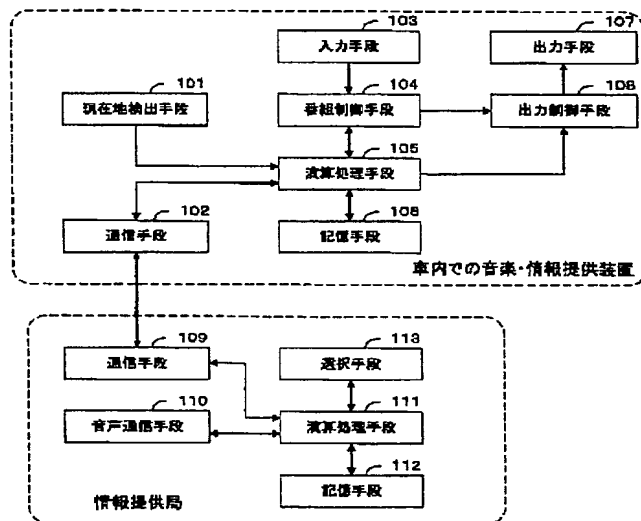 103
入力手段
107
出力手段
101
現在地検出手段
104
番組制御手段
108
出力制御手段
105
演算処理手段
102
通信手段
108
記憶手段
車内での音楽・情報提供装置
109
通信手段
113
選択手段
110
音声通信手段
111
演算処理手段
112
記憶手段
情報提供局